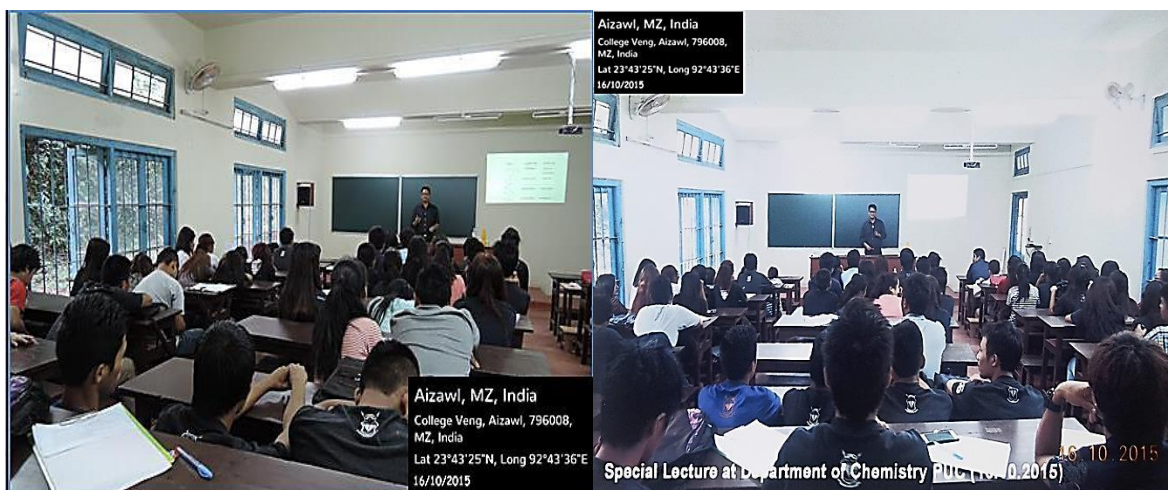 Aizawl, MZ, India
College Veng, Aizawl, 796008,
MZ, India
Lat 23°43'25"N, Long 92°43'36"E
16/10/2015
Aizawl, MZ, India
College Veng, Aizawl, 796008,
MZ, India
Lat 23°43'25"N, Long 92°43'36"E
16/10/2015
16.10.2015
Special Lecture at Department of Chemistry PUC (16.10.2015)